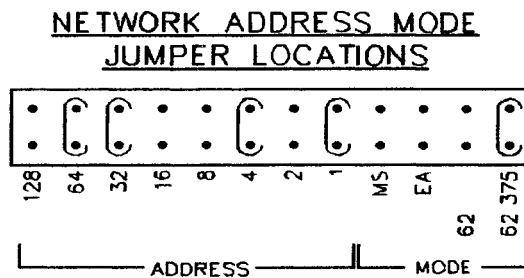 NETWORK ADDRESS MODE
JUMPER LOCATIONS
128 64 32 16 8 4 2 1 MS EA 62 62 375
ADDRESS MODE